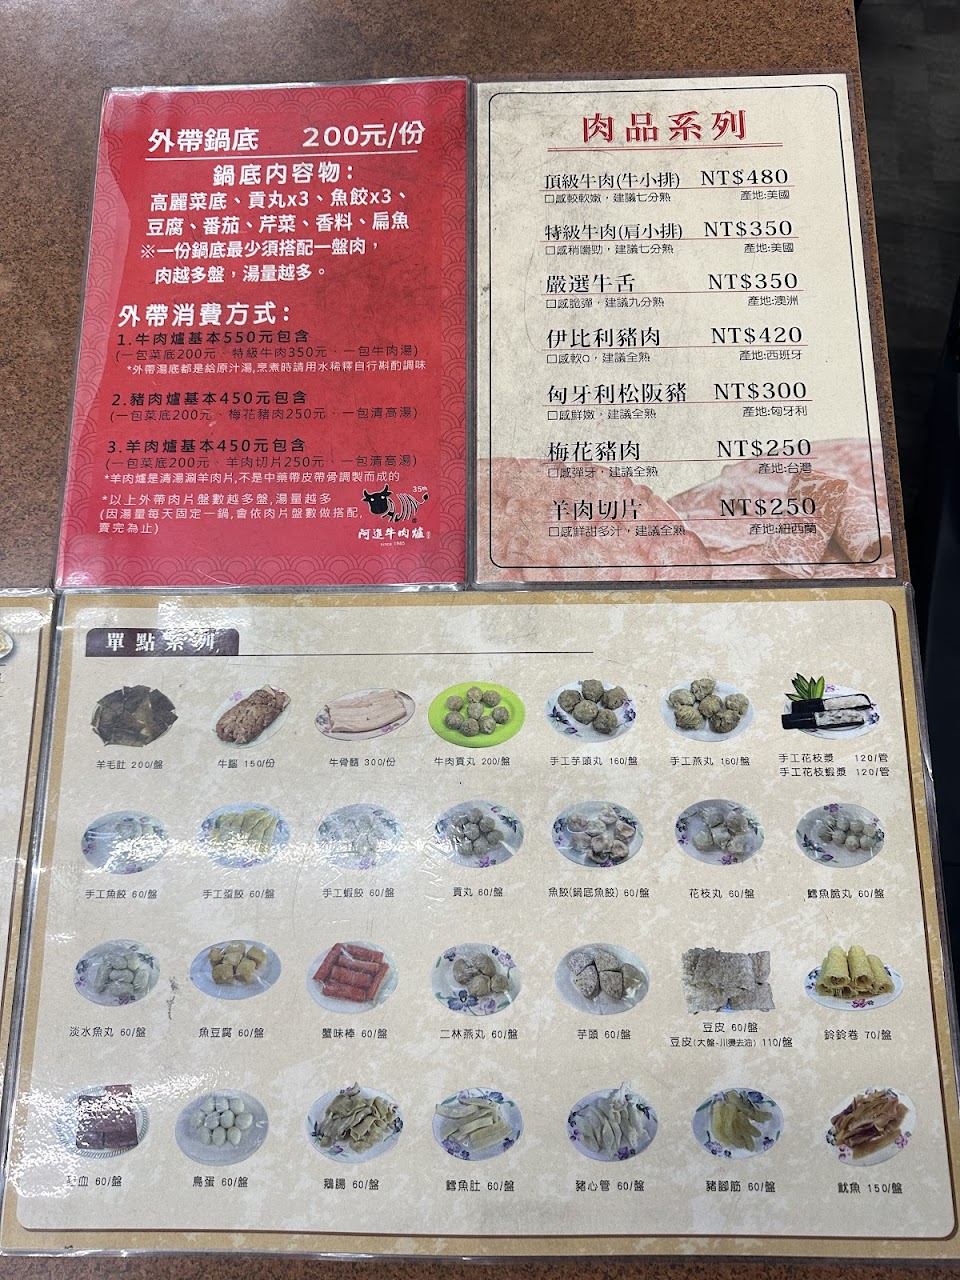 外帶鍋底 200元/份
鍋底內容物：
高麗菜底、貢丸x3、魚餃x3、
豆腐、番茄、芹菜、香料、扁魚
※一份鍋底最少須搭配一盤肉，
肉越多盤，湯量越多。
外帶消費方式：
1.牛肉爐基本550元包含
(一包菜底200元、特級牛肉350元、一包牛肉湯)
*外帶湯底都是給原汁湯,烹煮時請用水稀釋自行斟酌調味
2.豬肉爐基本450元包含
(一包菜底200元、梅花豬肉250元、一包清高湯)
3.羊肉爐基本450元包含
(一包菜底200元、羊肉切片250元、一包清高湯)
*羊肉爐是清湯涮羊肉片,不是中藥帶皮帶骨調製而成的
*以上外帶肉片盤數越多盤,湯量越多
(因湯量每天固定一鍋,會依肉片盤數做搭配,
賣完為止)
35th
阿進牛肉爐
since 1985
肉品系列
頂級牛肉(牛小排) NT$480
口感較軟嫩，建議七分熟 產地:美國
特級牛肉(肩小排) NT$350
口感稍嚼勁，建議七分熟 產地:美國
嚴選牛舌 NT$350
口感脆彈，建議九分熟 產地:澳洲
伊比利豬肉 NT$420
口感軟Q，建議全熟 產地:西班牙
匈牙利松阪豬 NT$300
口感鮮嫩，建議全熟 產地:匈牙利
梅花豬肉 NT$250
口感彈牙，建議全熟 產地:台灣
羊肉切片 NT$250
口感鮮甜多汁，建議全熟 產地:紐西蘭
單點系列
羊毛肚 200/盤 牛腦 150/份 牛骨髓 300/份 牛肉貢丸 200/盤 手工芋頭丸 160/盤 手工燕丸 160/盤 手工花枝漿 120/管
手工花枝蝦漿 120/管
手工魚餃 60/盤 手工蛋餃 60/盤 手工蝦餃 60/盤 貢丸 60/盤 魚餃(鍋底魚餃) 60/盤 花枝丸 60/盤 鱈魚脆丸 60/盤
淡水魚丸 60/盤 魚豆腐 60/盤 蟹味棒 60/盤 二林燕丸 60/盤 芋頭 60/盤 豆皮 60/盤 鈴鈴卷 70/盤
豆皮(大盤-川燙去油) 110/盤
血 60/盤 鳥蛋 60/盤 鵝腸 60/盤 鱈魚肚 60/盤 豬心管 60/盤 豬腳筋 60/盤 魷魚 150/盤